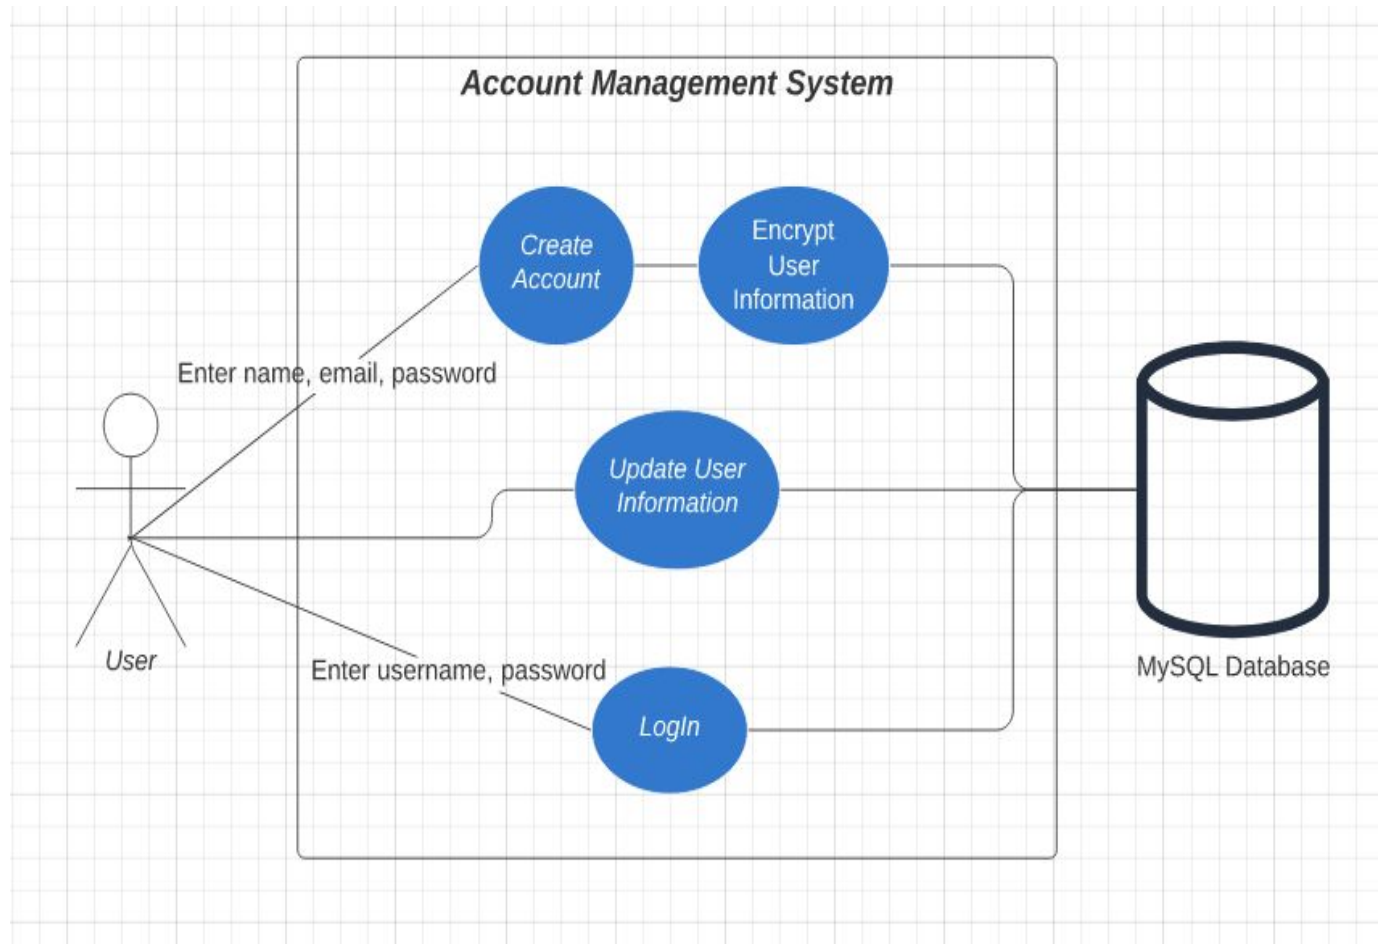 Account Management System
Create
Account
Encrypt
User
Information
Enter name, email, password
Update User
Information
User
Enter username, password
LogIn
MySQL Database